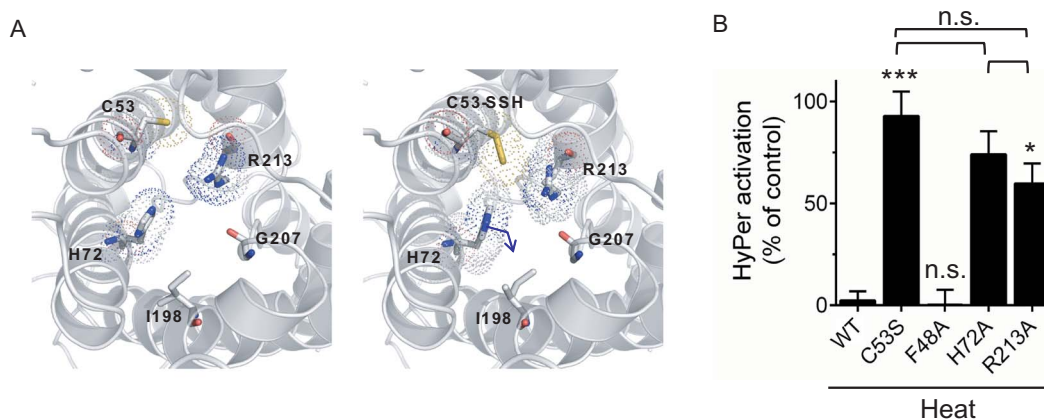 A
C53
R213
H72
G207
I198
C53-SSH
R213
H72
G207
I198
B
n.s.
HyPer activation
(% of control)
100
50
0
***
n.s.
*
WT
C53S
F48A
H72A
R213A
Heat